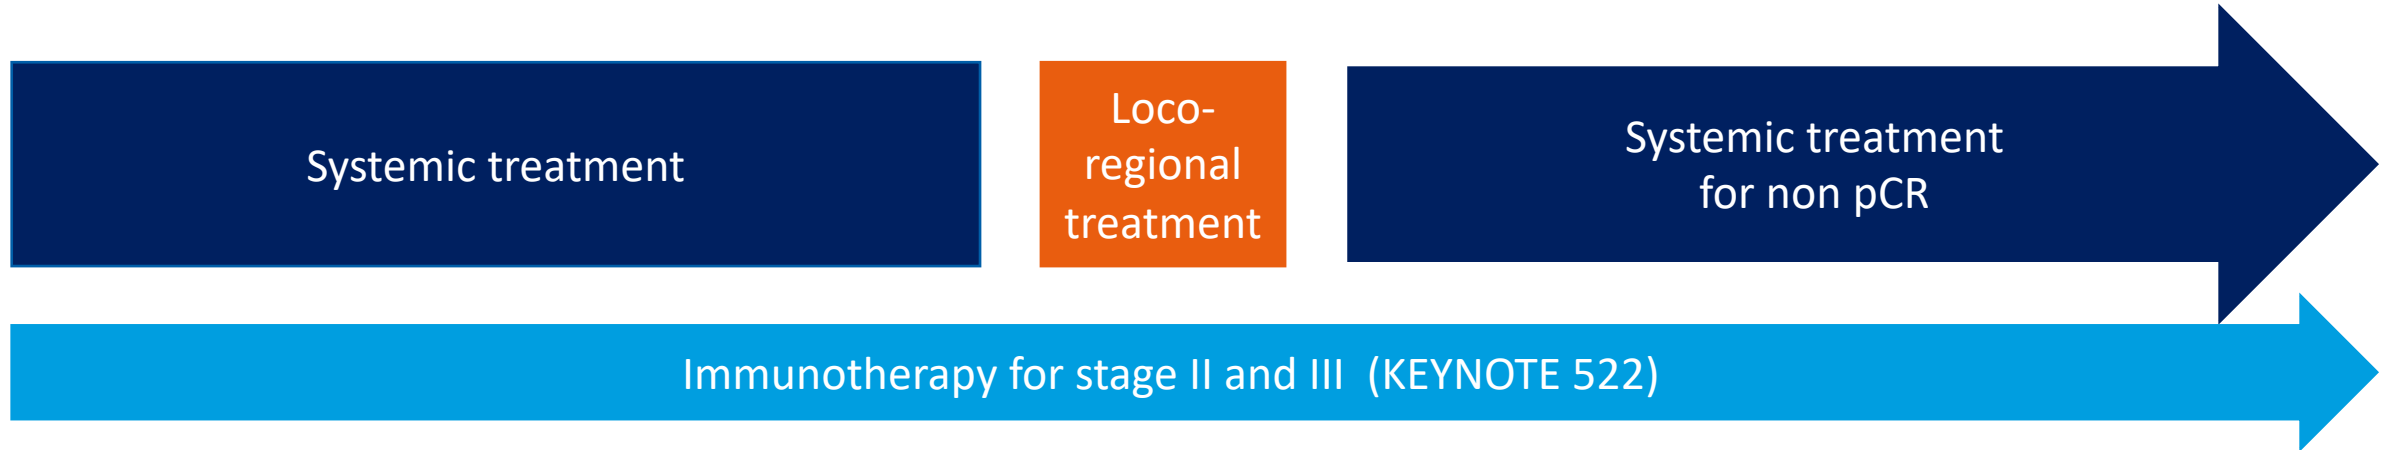 Systemic treatment
Loco-
regional
treatment
Systemic treatment
for non pCR
Immunotherapy for stage II and III  (KEYNOTE 522)